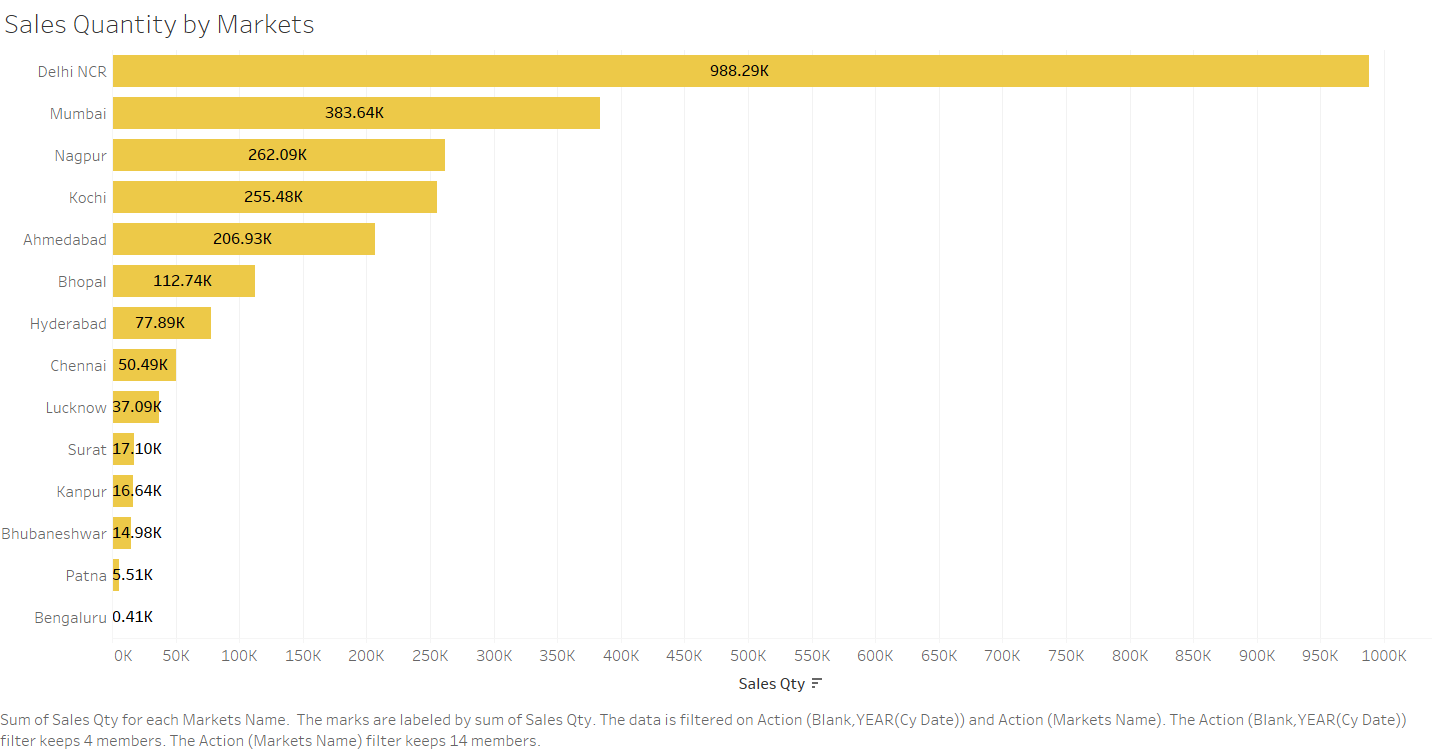 Sales Quantity by Markets
Delhi NCR 988.29K
Mumbai 383.64K
Nagpur 262.09K
Kochi 255.48K
Ahmedabad 206.93K
Bhopal 112.74K
Hyderabad 77.89K
Chennai 50.49K
Lucknow 37.09K
Surat 17.10K
Kanpur 16.64K
Bhubaneshwar 14.98K
Patna 5.51K
Bengaluru 0.41K
0K 50K 100K 150K 200K 250K 300K 350K 400K 450K 500K 550K 600K 650K 700K 750K 800K 850K 900K 950K 1000K
Sales Qty
Sum of Sales Qty for each Markets Name.  The marks are labeled by sum of Sales Qty. The data is filtered on Action (Blank,YEAR(Cy Date)) and Action (Markets Name). The Action (Blank,YEAR(Cy Date))
filter keeps 4 members. The Action (Markets Name) filter keeps 14 members.